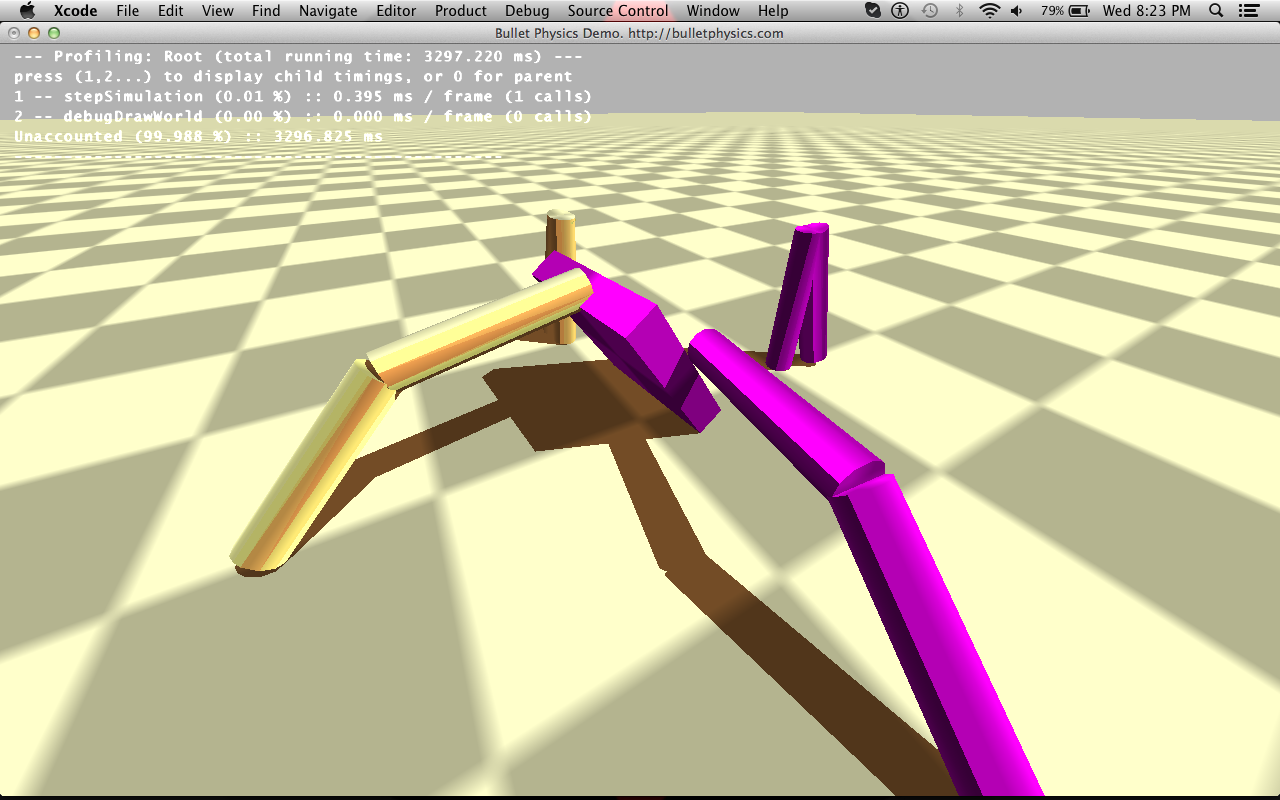 Xcode File Edit View Find Navigate Editor Product Debug Source Control Window Help 79% Wed 8:23 PM
Bullet Physics Demo. http://bulletphysics.com
--- Profiling: Root (total running time: 3297.220 ms) ---
press (1,2...) to display child timings, or 0 for parent
1 -- stepSimulation (0.01 %) :: 0.395 ms / frame (1 calls)
2 -- debugDrawWorld (0.00 %) :: 0.000 ms / frame (0 calls)
Unaccounted (99.988 %) :: 3296.825 ms
-------------------------------------------------